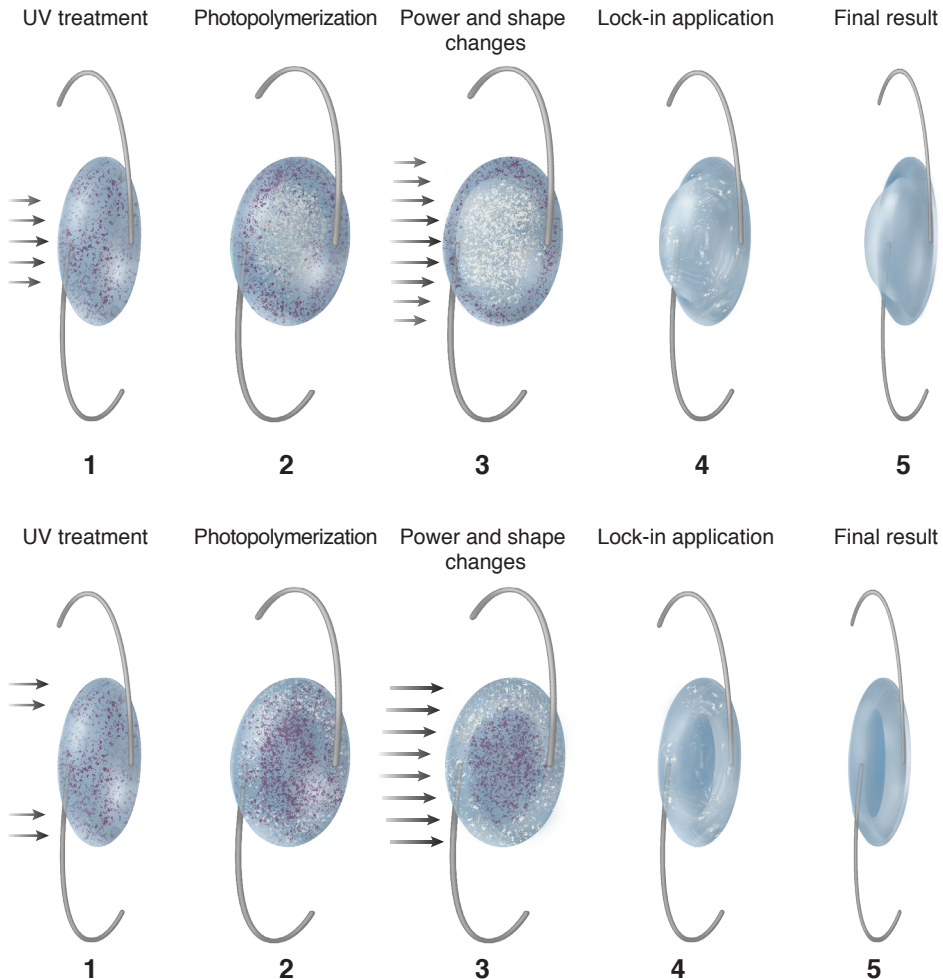 UV treatment
Photopolymerization
Power and shape
changes
Lock-in application
Final result
1
2
3
4
5
UV treatment
Photopolymerization
Power and shape
changes
Lock-in application
Final result
1
2
3
4
5